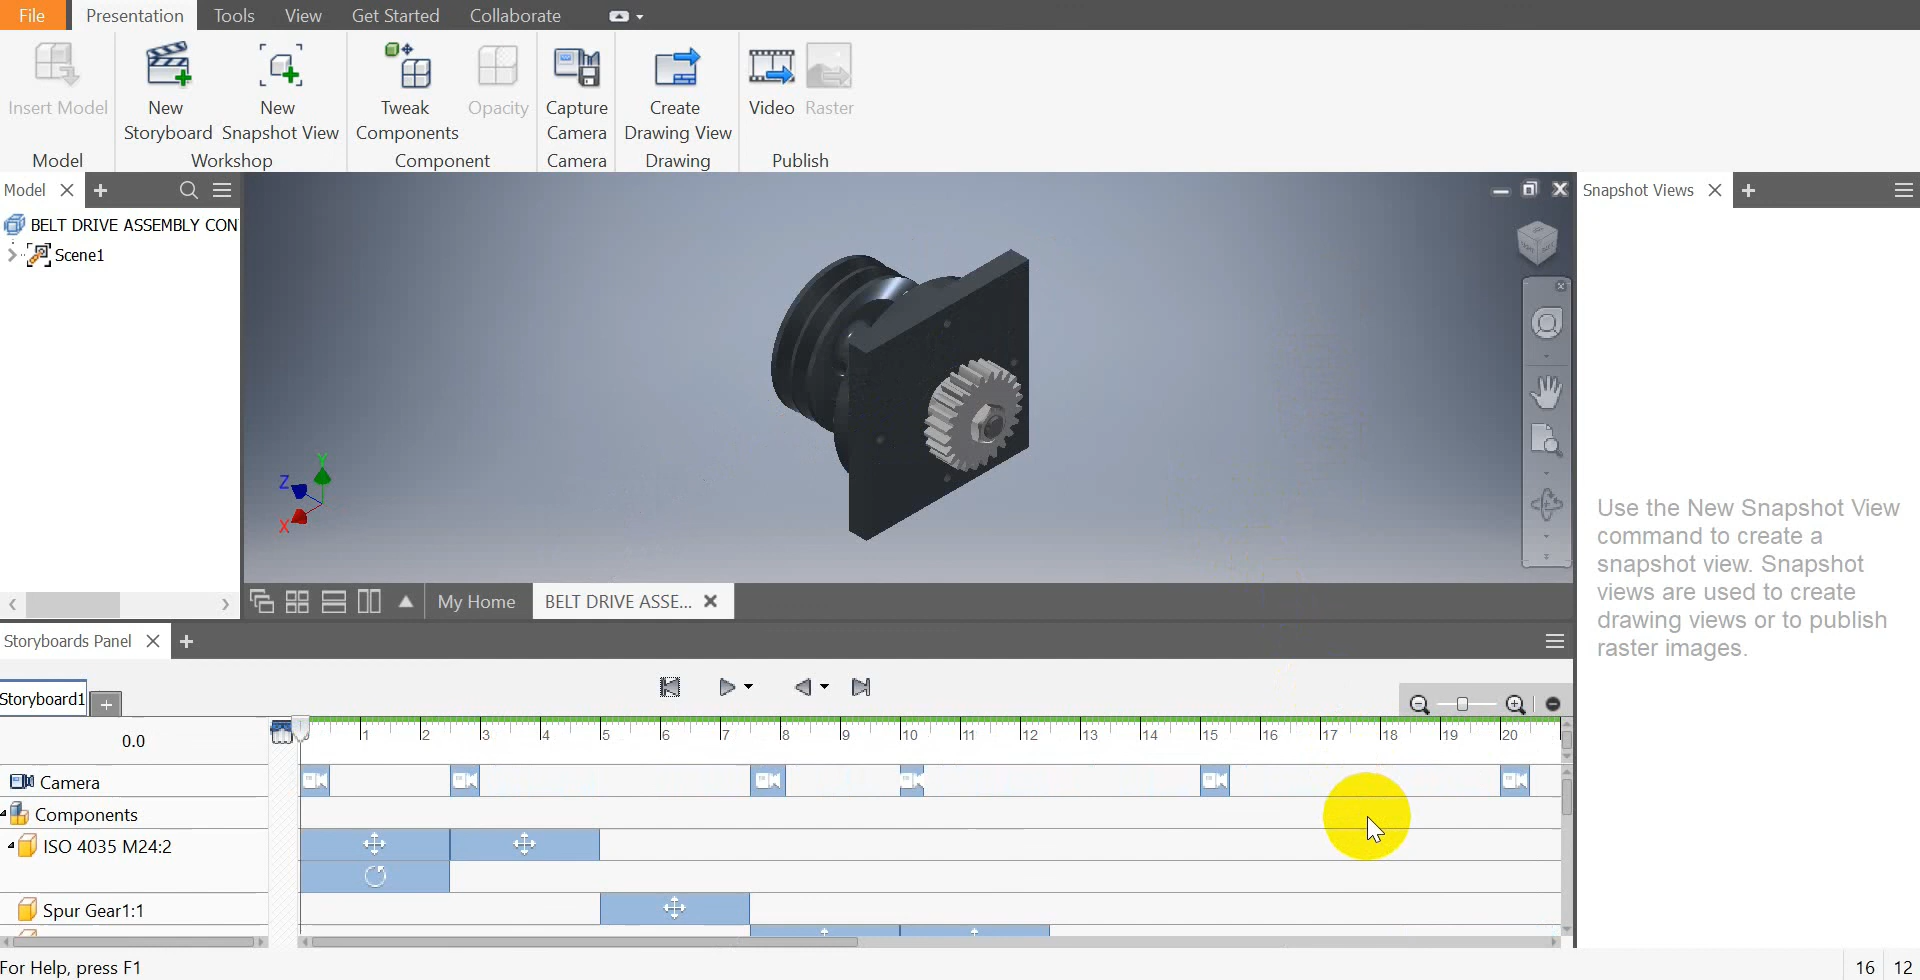 File Presentation Tools View Get Started Collaborate
Insert Model New Storyboard New Snapshot View Tweak Components Opacity Capture Camera Create Drawing View Video Raster
Model Workshop Component Camera Drawing Publish
Model
BELT DRIVE ASSEMBLY CON
Scene1
Z Y X
My Home BELT DRIVE ASSE...
Snapshot Views
Use the New Snapshot View
command to create a
snapshot view. Snapshot
views are used to create
drawing views or to publish
raster images.
Storyboards Panel
Storyboard1
0.0
1 2 3 4 5 6 7 8 9 10 11 12 13 14 15 16 17 18 19 20
Camera
Components
ISO 4035 M24:2
Spur Gear1:1
For Help, press F1
16 12